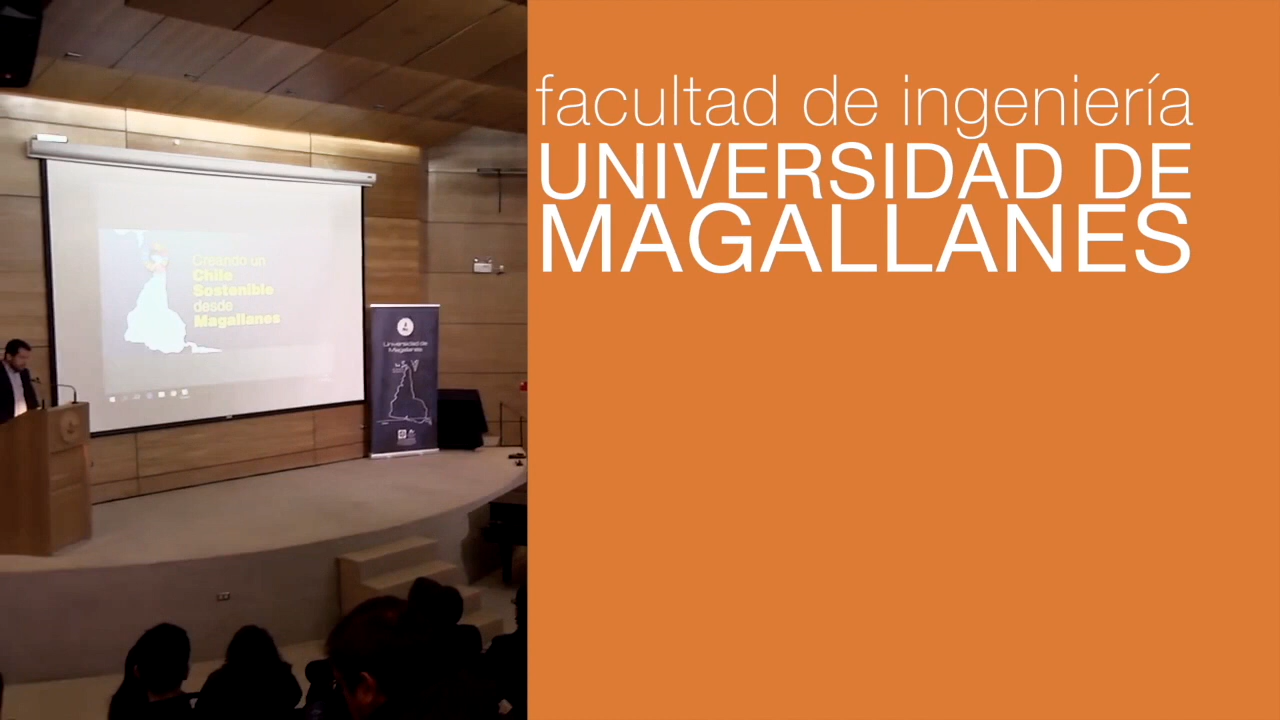 facultad de ingeniería
UNIVERSIDAD DE
MAGALLANES
Creando un
Chile
Sostenible
desde
Magallanes
Universidad de
Magallanes